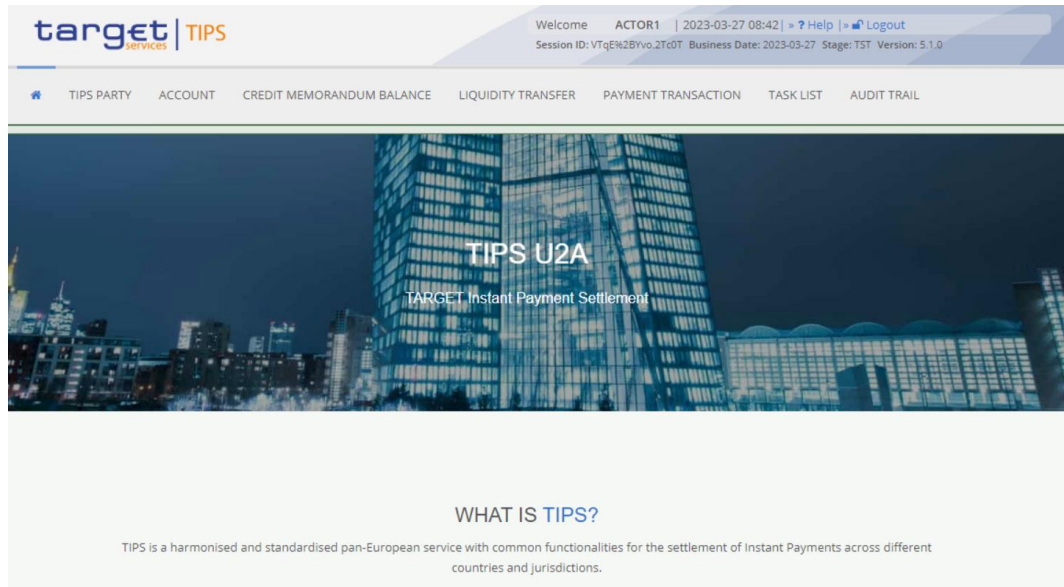 target | TIPS
services
Welcome ACTOR1 | 2023-03-27 08:42| » ? Help |» Logout
Session ID: VTqE%2BYvo.2Tc0T Business Date: 2023-03-27 Stage: TST Version: 5.1.0
TIPS PARTY ACCOUNT CREDIT MEMORANDUM BALANCE LIQUIDITY TRANSFER PAYMENT TRANSACTION TASK LIST AUDIT TRAIL
TIPS U2A
TARGET Instant Payment Settlement
WHAT IS TIPS?
TIPS is a harmonised and standardised pan-European service with common functionalities for the settlement of Instant Payments across different
countries and jurisdictions.